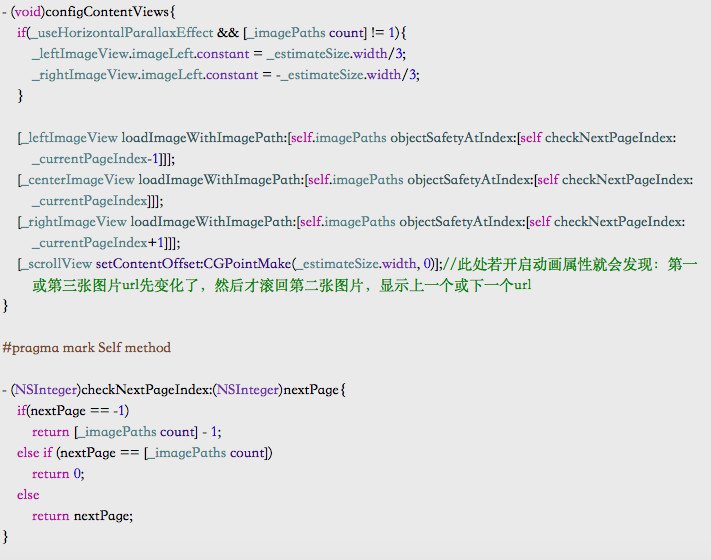 - (void)configContentViews{
if(_useHorizontalParallaxEffect && [_imagePaths count] != 1){
_leftImageView.imageLeft.constant = _estimateSize.width/3;
_rightImageView.imageLeft.constant = -_estimateSize.width/3;
}
[_leftImageView loadImageWithImagePath:[self.imagePaths objectSafetyAtIndex:[self checkNextPageIndex:
_currentPageIndex-1]]];
[_centerImageView loadImageWithImagePath:[self.imagePaths objectSafetyAtIndex:[self checkNextPageIndex:
_currentPageIndex]]];
[_rightImageView loadImageWithImagePath:[self.imagePaths objectSafetyAtIndex:[self checkNextPageIndex:
_currentPageIndex+1]]];
[_scrollView setContentOffset:CGPointMake(_estimateSize.width, 0)];//此处若开启动画属性就会发现：第一
或第三张图片url先变化了，然后才滚回第二张图片，显示上一个或下一个url
}
#pragma mark Self method
- (NSInteger)checkNextPageIndex:(NSInteger)nextPage{
if(nextPage == -1)
return [_imagePaths count] - 1;
else if (nextPage == [_imagePaths count])
return 0;
else
return nextPage;
}